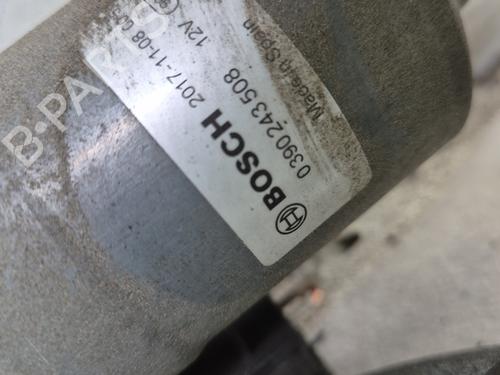 BOSCH 2017-11-08
0390243508 12V
Made in Spain
B-PARTS